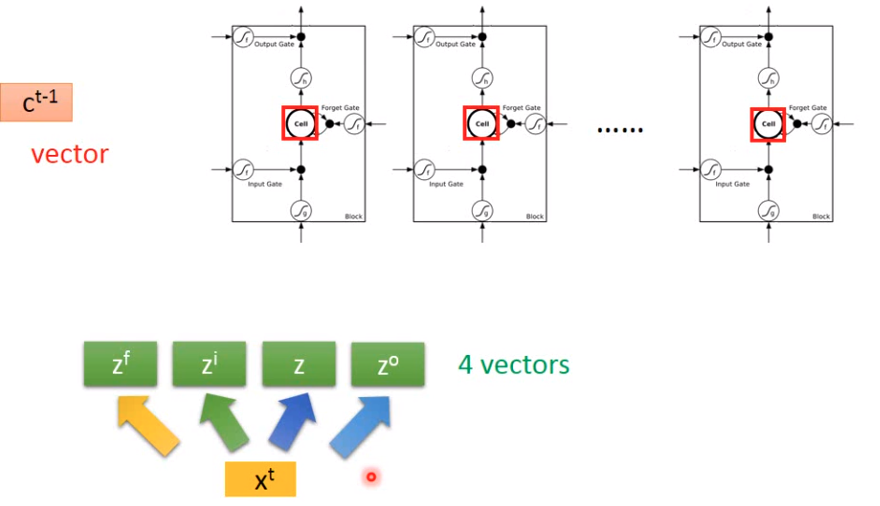 Output Gate
Output Gate
Output Gate
c^{t-1}
Forget Gate
Forget Gate
Forget Gate
Cell
Cell
......
Cell
vector
Input Gate
Input Gate
Input Gate
Block
Block
Block
z^f z^i z z^o 4 vectors
x^t